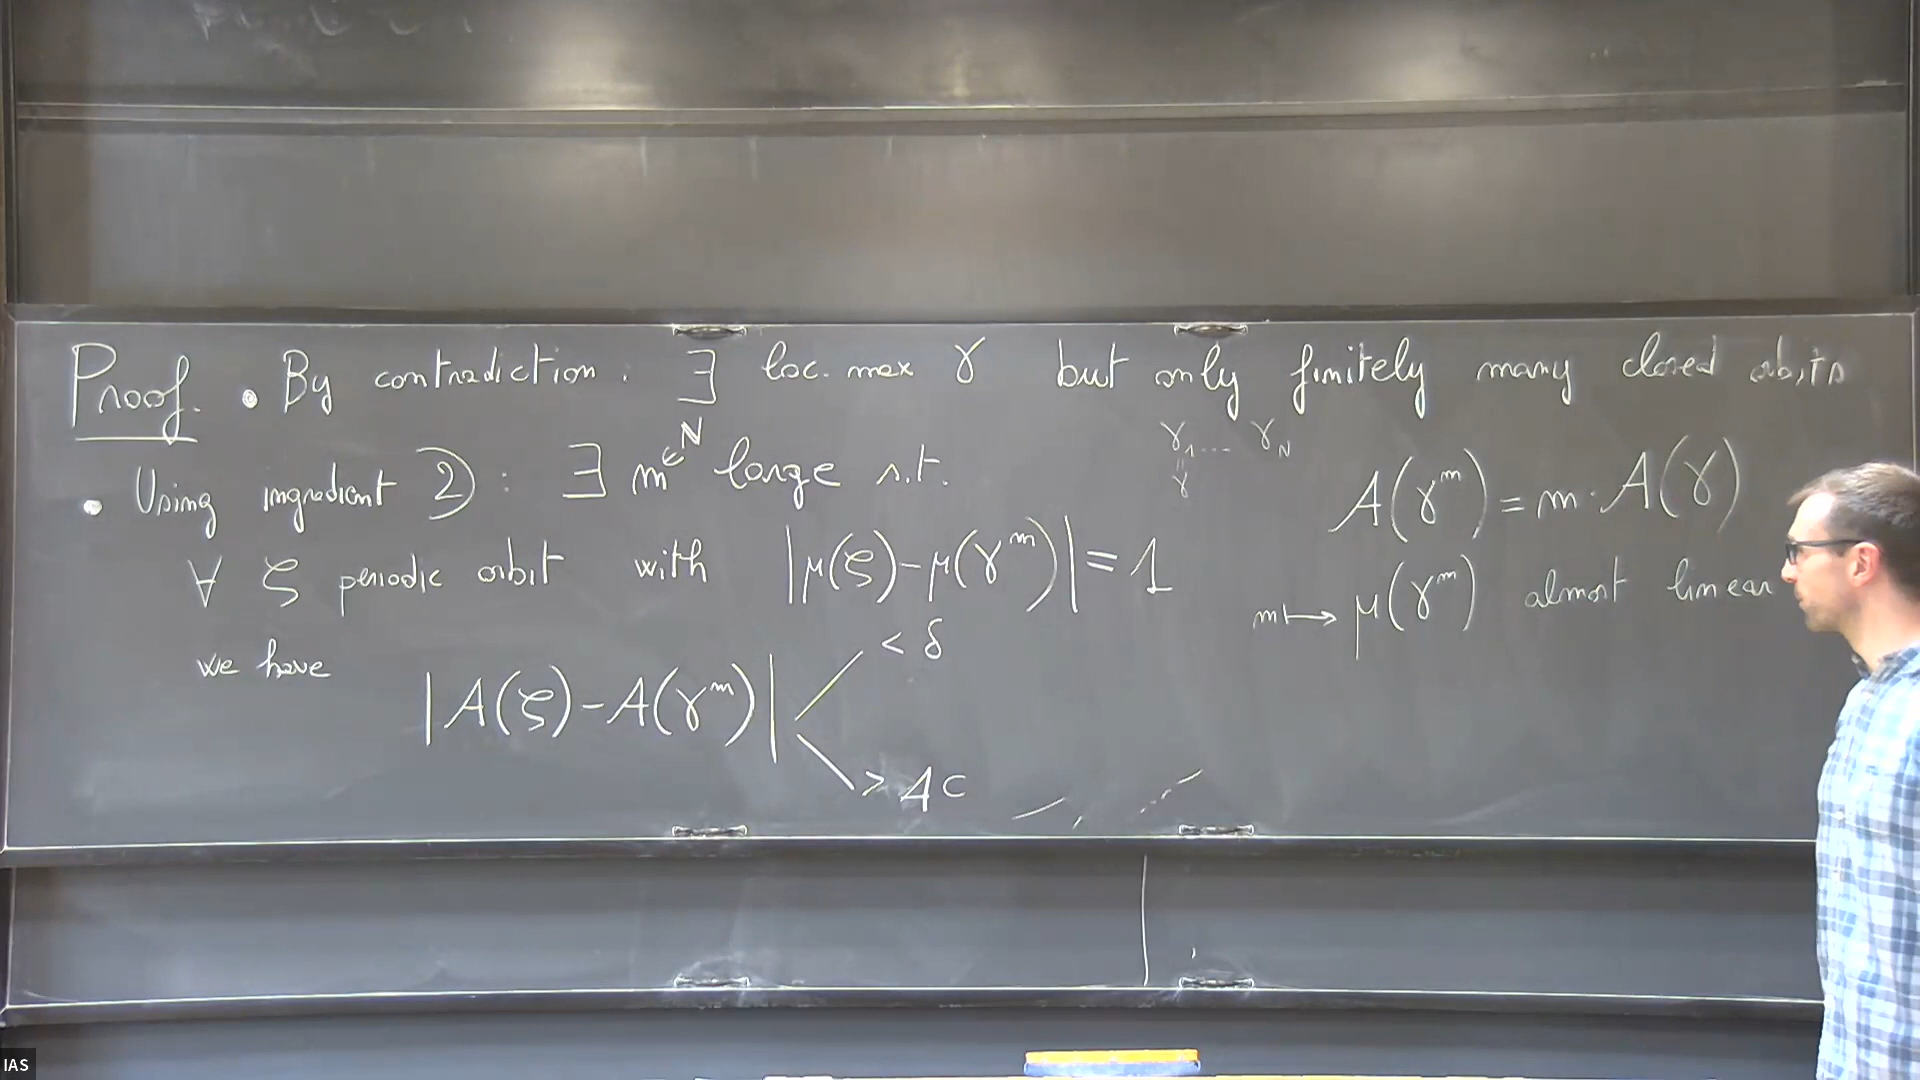 Proof. • By contradiction : ∃ loc. max γ but only finitely many closed orbits
γ₁ ... γ_N
॥
γ
• Using ingredient 2) : ∃ m ∈ ℕ large s.t.
∀ ζ periodic orbit with |μ(ζ)-μ(γ^m)| = 1
we have
|A(ζ)-A(γ^m)| < δ
> 4c
A(γ^m) = m·A(γ)
m ↦ μ(γ^m) almost linear
IAS